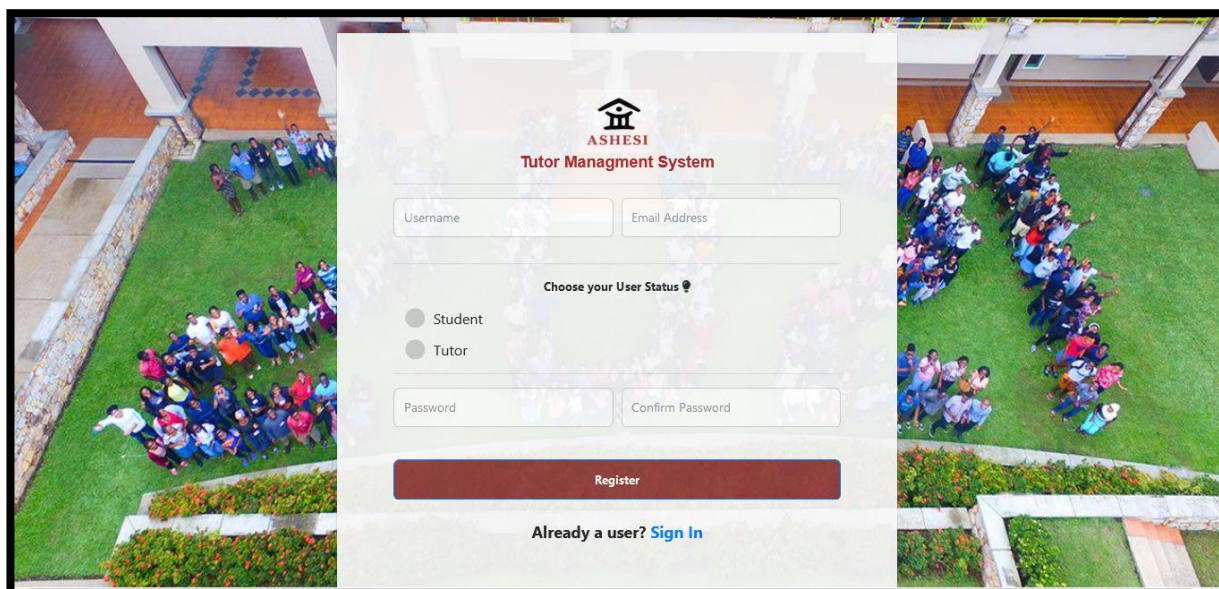 ASHESI
Tutor Managment System
Username Email Address
Choose your User Status
Student
Tutor
Password Confirm Password
Register
Already a user? Sign In